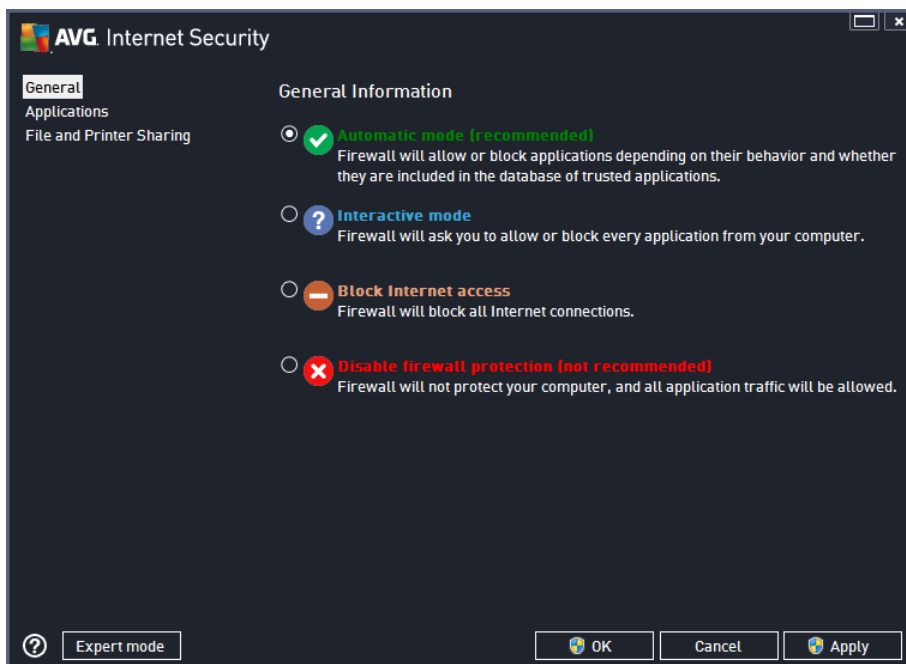 AVG. Internet Security
General
Applications
File and Printer Sharing
General Information
Automatic mode (recommended)
Firewall will allow or block applications depending on their behavior and whether
they are included in the database of trusted applications.
Interactive mode
Firewall will ask you to allow or block every application from your computer.
Block Internet access
Firewall will block all Internet connections.
Disable firewall protection (not recommended)
Firewall will not protect your computer, and all application traffic will be allowed.
Expert mode
OK
Cancel
Apply